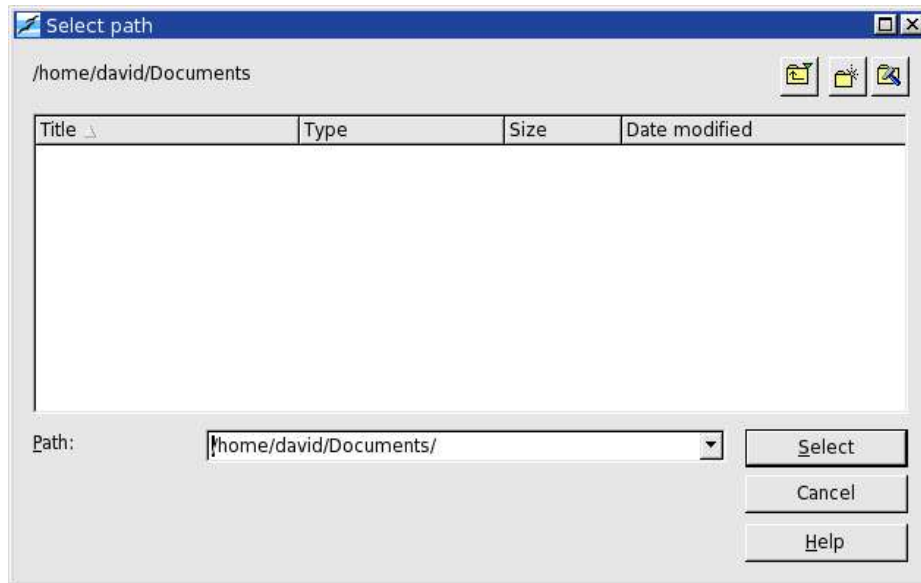 Select path
/home/david/Documents
Title Type Size Date modified
Path: /home/david/Documents/ Select
Cancel
Help